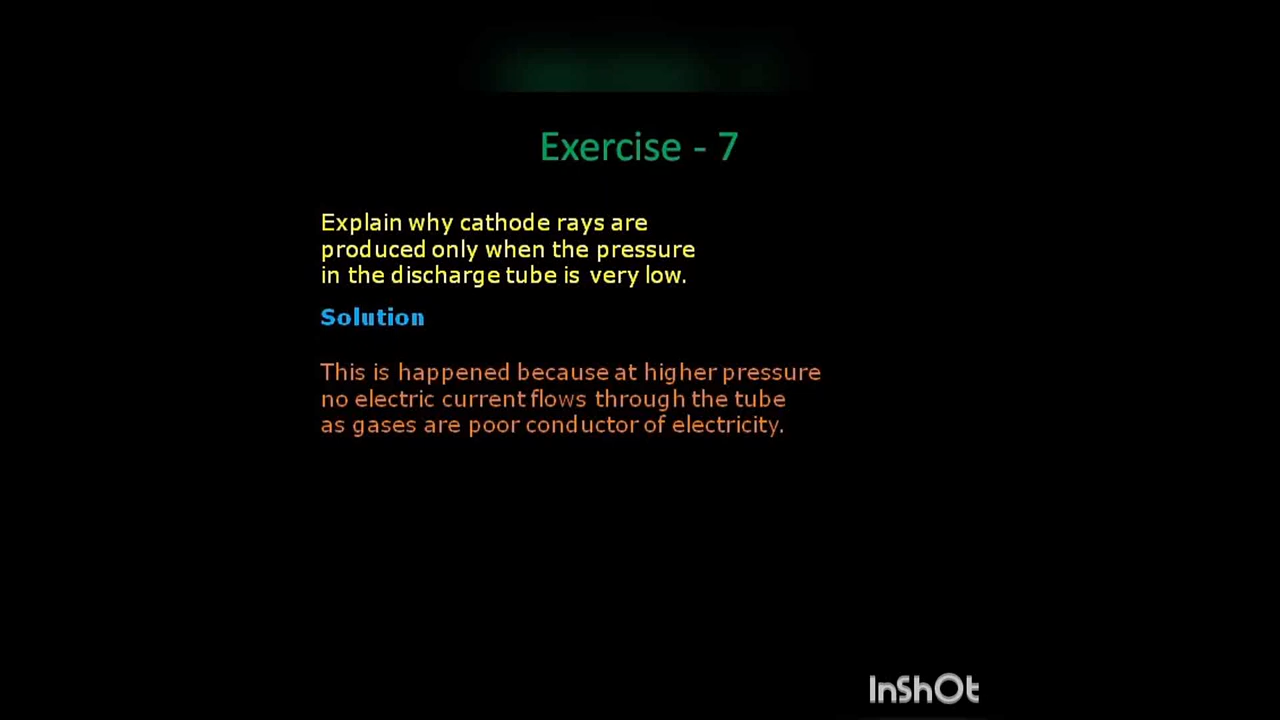 Exercise - 7
Explain why cathode rays are
produced only when the pressure
in the discharge tube is very low.
Solution
This is happened because at higher pressure
no electric current flows through the tube
as gases are poor conductor of electricity.
InShOt